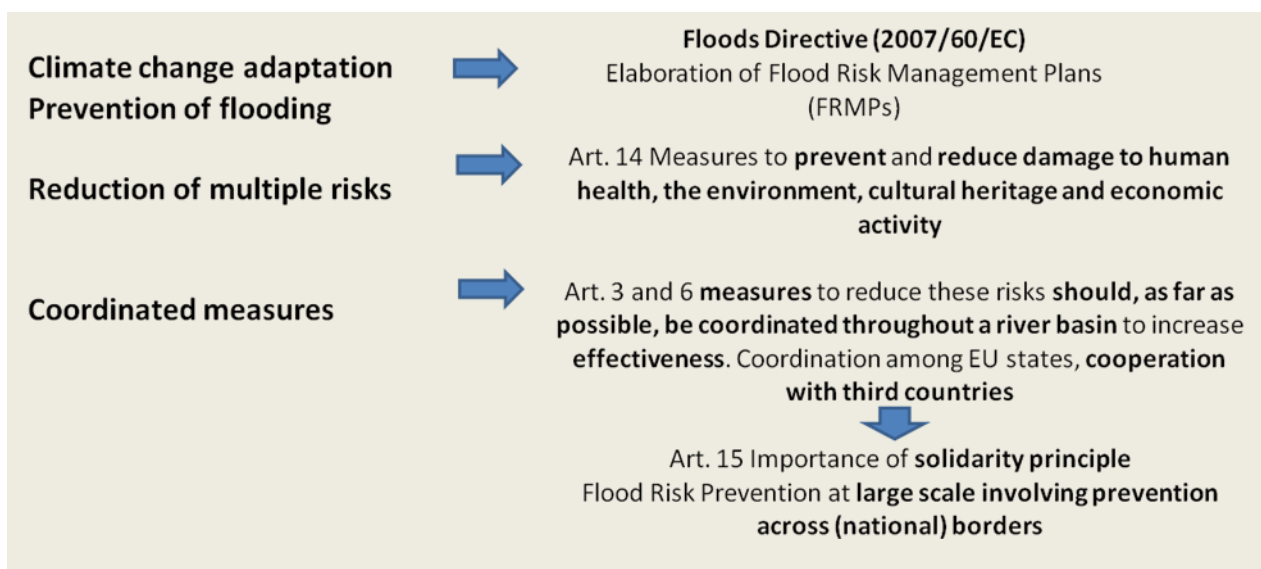 Climate change adaptation
Prevention of flooding
Floods Directive (2007/60/EC)
Elaboration of Flood Risk Management Plans
(FRMPs)
Reduction of multiple risks
Art. 14 Measures to prevent and reduce damage to human
health, the environment, cultural heritage and economic
activity
Coordinated measures
Art. 3 and 6 measures to reduce these risks should, as far as
possible, be coordinated throughout a river basin to increase
effectiveness. Coordination among EU states, cooperation
with third countries
Art. 15 Importance of solidarity principle
Flood Risk Prevention at large scale involving prevention
across (national) borders